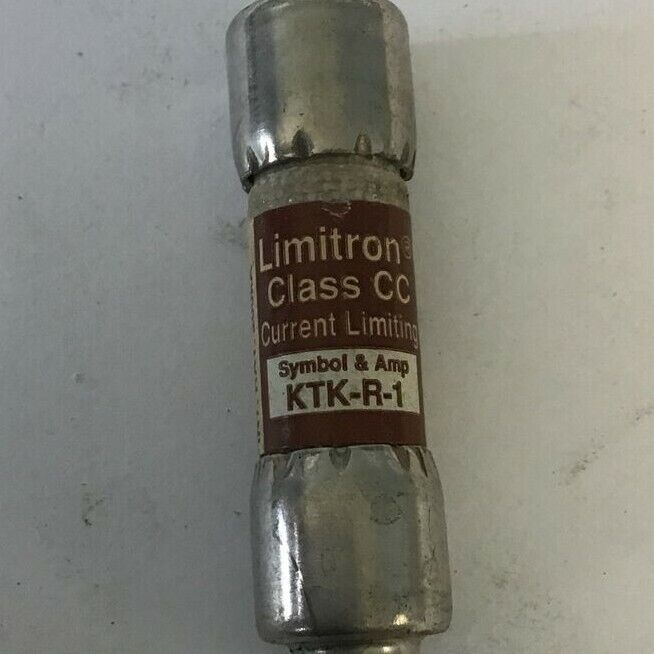 Limitron®
Class CC
Current Limiting
Symbol & Amp
KTK-R-1